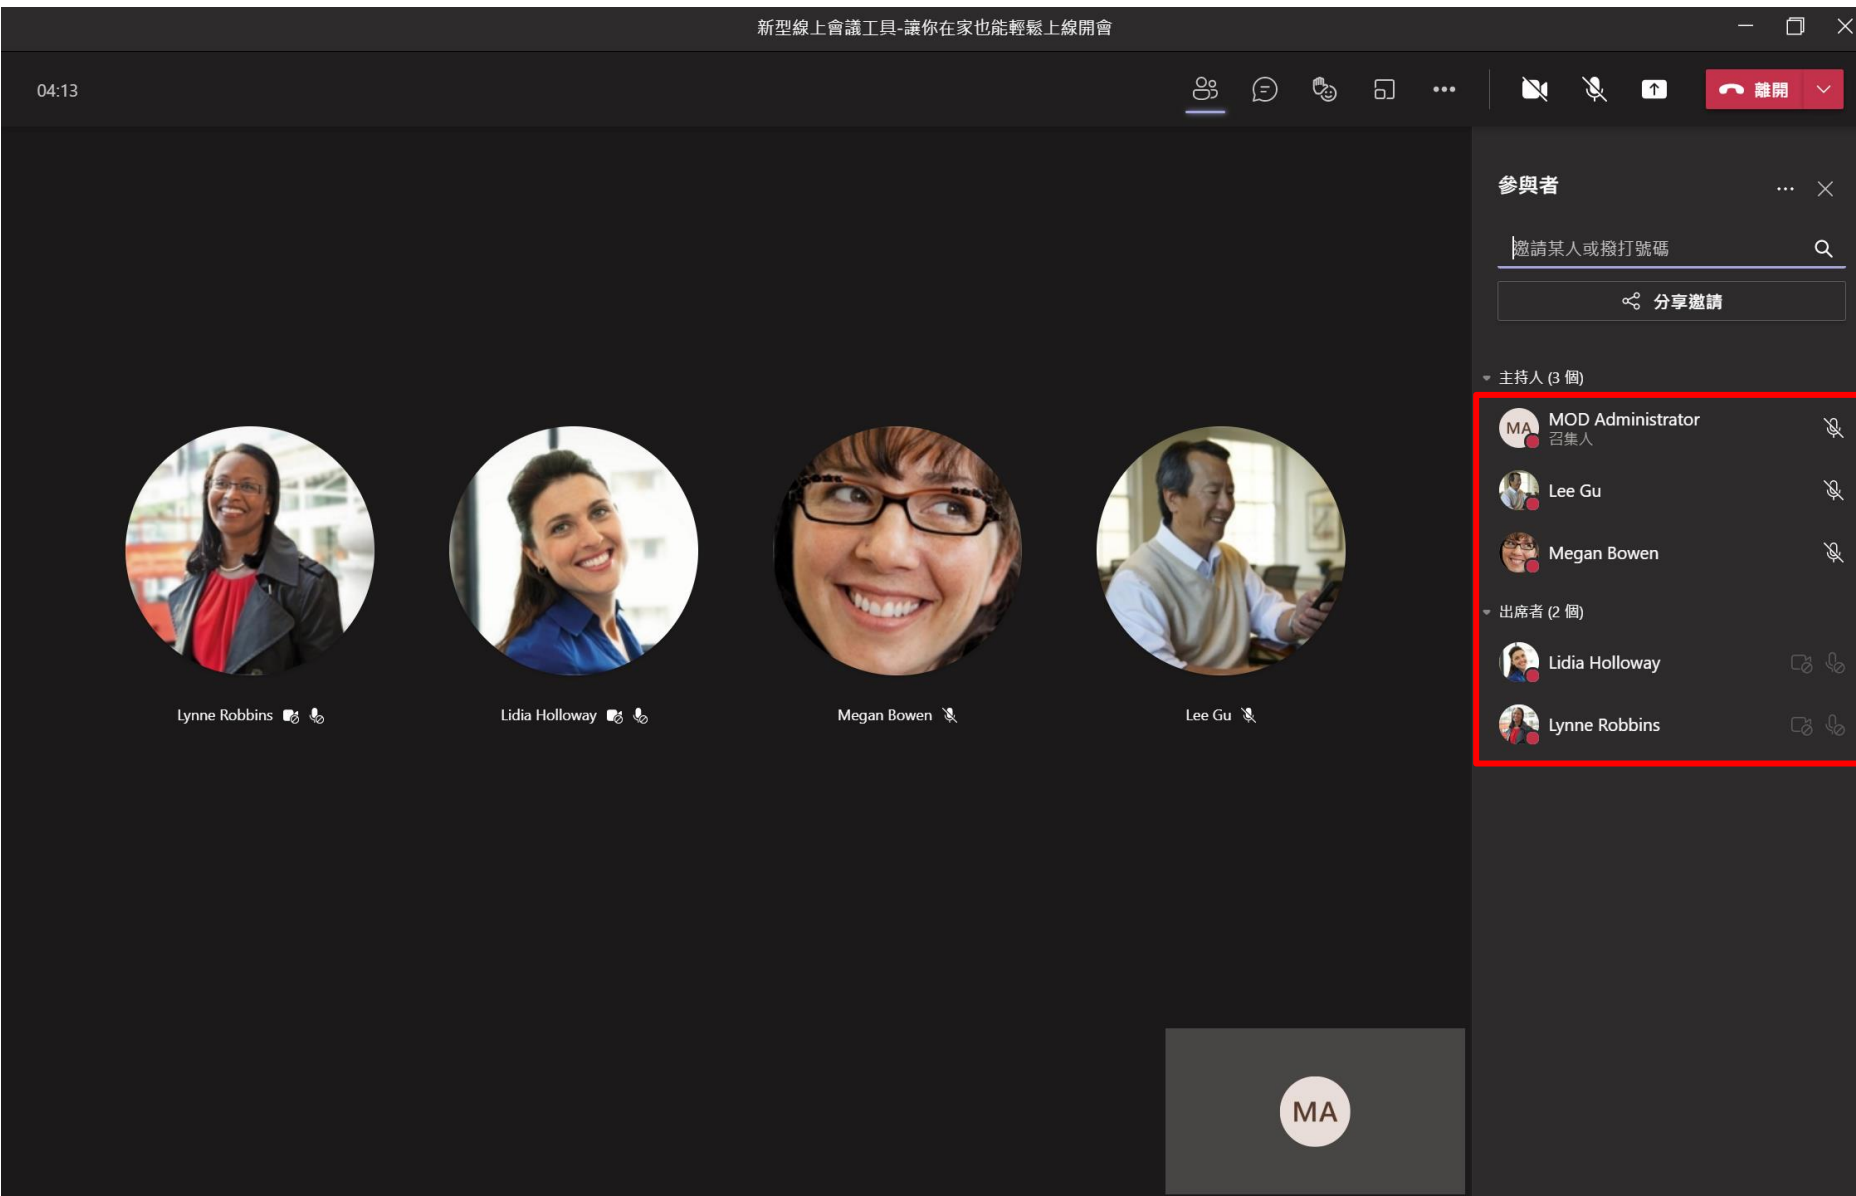 新型線上會議工具-讓你在家也能輕鬆上線開會
04:13
離開
參與者
邀請某人或撥打號碼
分享邀請
主持人 (3 個)
MA
MOD Administrator
召集人
Lee Gu
Megan Bowen
出席者 (2 個)
Lidia Holloway
Lynne Robbins
Lynne Robbins
Lidia Holloway
Megan Bowen
Lee Gu
MA